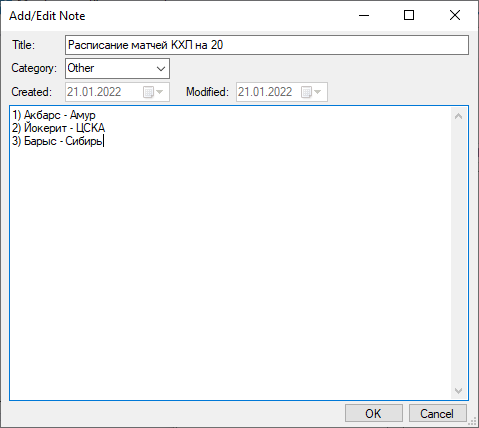 Add/Edit Note
Title: Расписание матчей КХЛ на 20
Category: Other
Created: 21.01.2022 Modified: 21.01.2022
1) Акбарс - Амур
2) Йокерит - ЦСКА
3) Барыс - Сибирь
OK Cancel